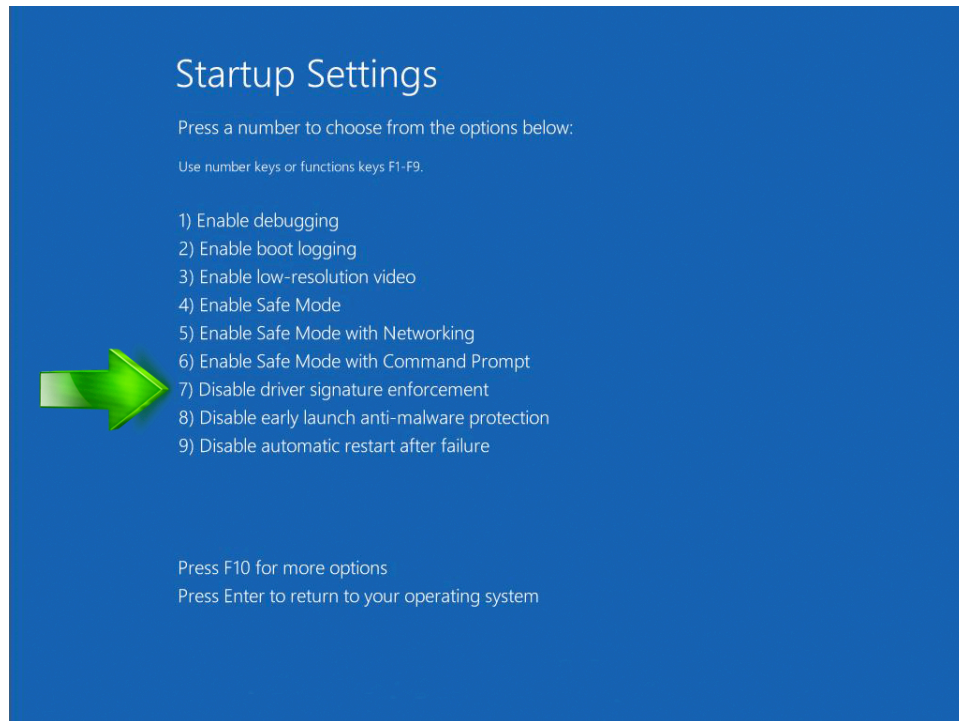 Startup Settings
Press a number to choose from the options below:
Use number keys or functions keys F1-F9.
1) Enable debugging
2) Enable boot logging
3) Enable low-resolution video
4) Enable Safe Mode
5) Enable Safe Mode with Networking
6) Enable Safe Mode with Command Prompt
7) Disable driver signature enforcement
8) Disable early launch anti-malware protection
9) Disable automatic restart after failure
Press F10 for more options
Press Enter to return to your operating system